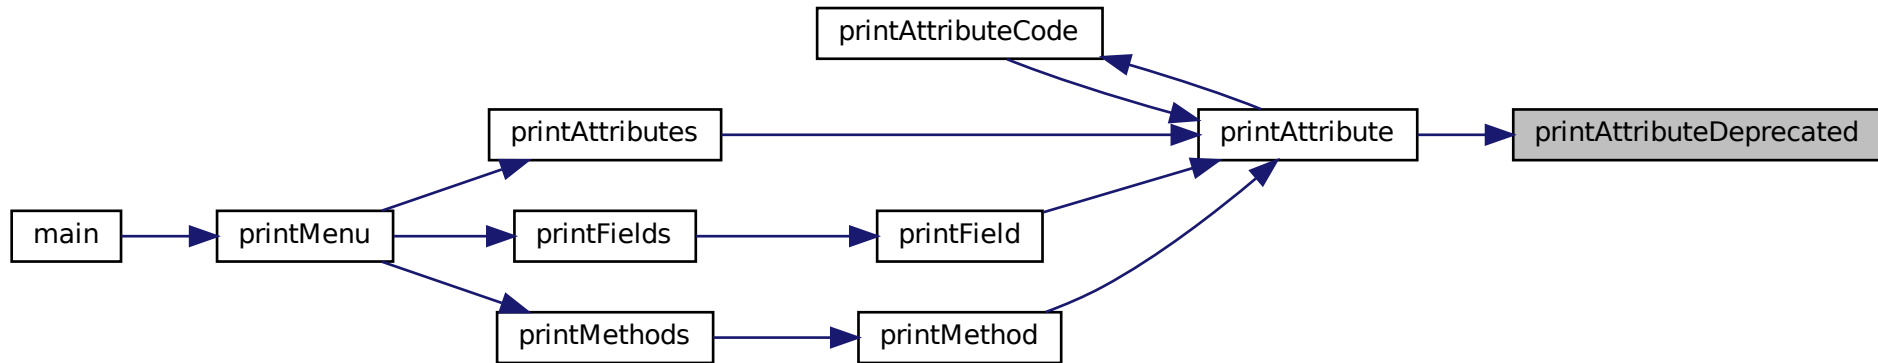 printAttributeCode
printAttributes
printAttribute
printAttributeDeprecated
main
printMenu
printFields
printField
printMethods
printMethod